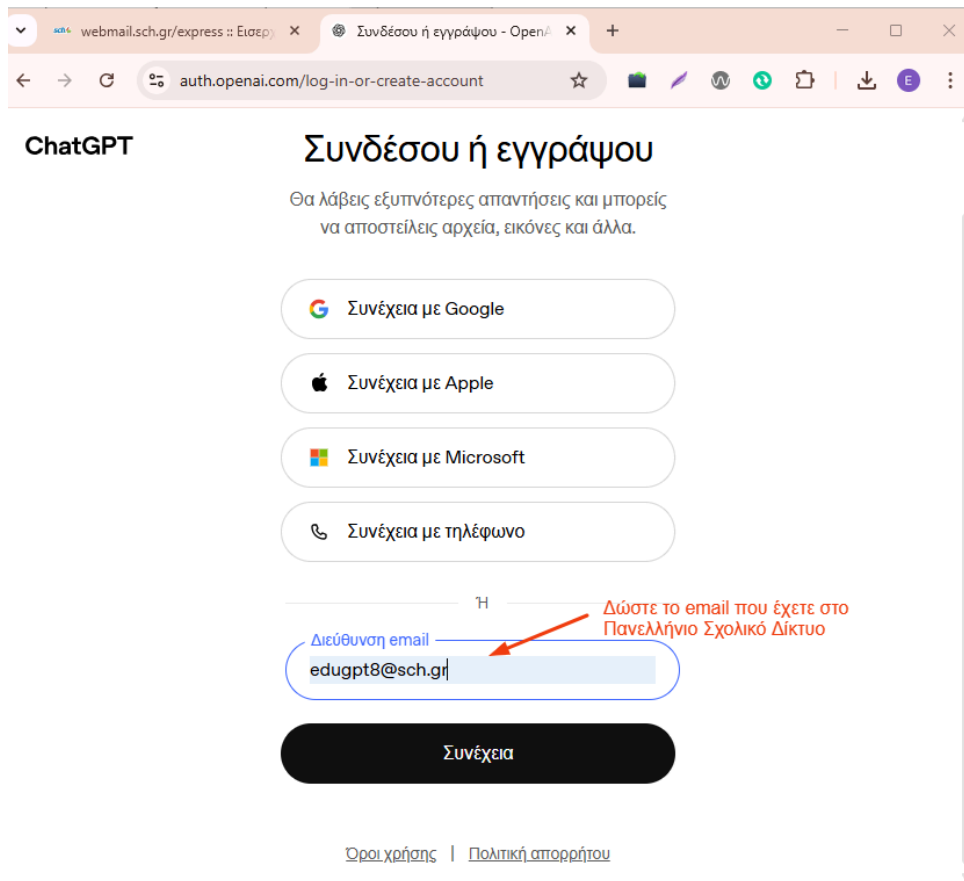 webmail.sch.gr/express :: Εισερχ
Συνδέσου ή εγγράψου - OpenA
auth.openai.com/log-in-or-create-account
E
ChatGPT
Συνδέσου ή εγγράψου
Θα λάβεις εξυπνότερες απαντήσεις και μπορείς
να αποστείλεις αρχεία, εικόνες και άλλα.
Συνέχεια με Google
Συνέχεια με Apple
Συνέχεια με Microsoft
Συνέχεια με τηλέφωνο
Ή
Δώστε το email που έχετε στο
Πανελλήνιο Σχολικό Δίκτυο
Διεύθυνση email
edugpt8@sch.gr
Συνέχεια
Όροι χρήσης | Πολιτική απορρήτου